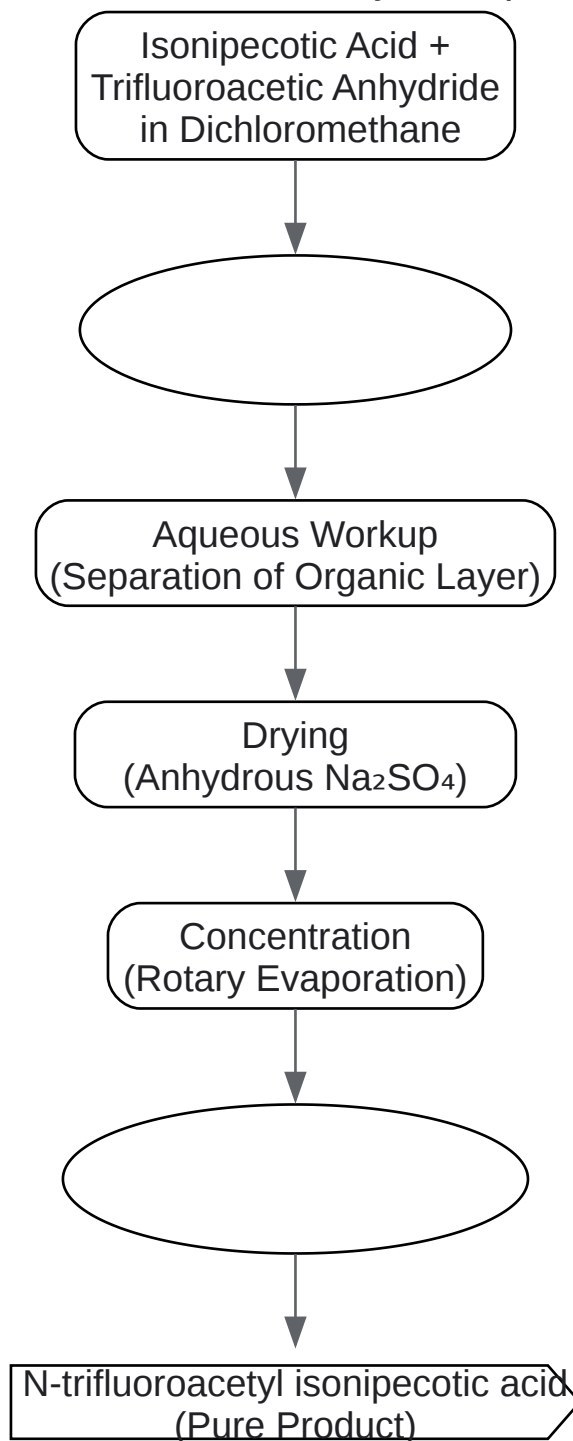 Isonipecotic Acid +
Trifluoroacetic Anhydride
in Dichloromethane
Aqueous Workup
(Separation of Organic Layer)
Drying
(Anhydrous Na₂SO₄)
Concentration
(Rotary Evaporation)
N-trifluoroacetyl isonipecotic acid
(Pure Product)